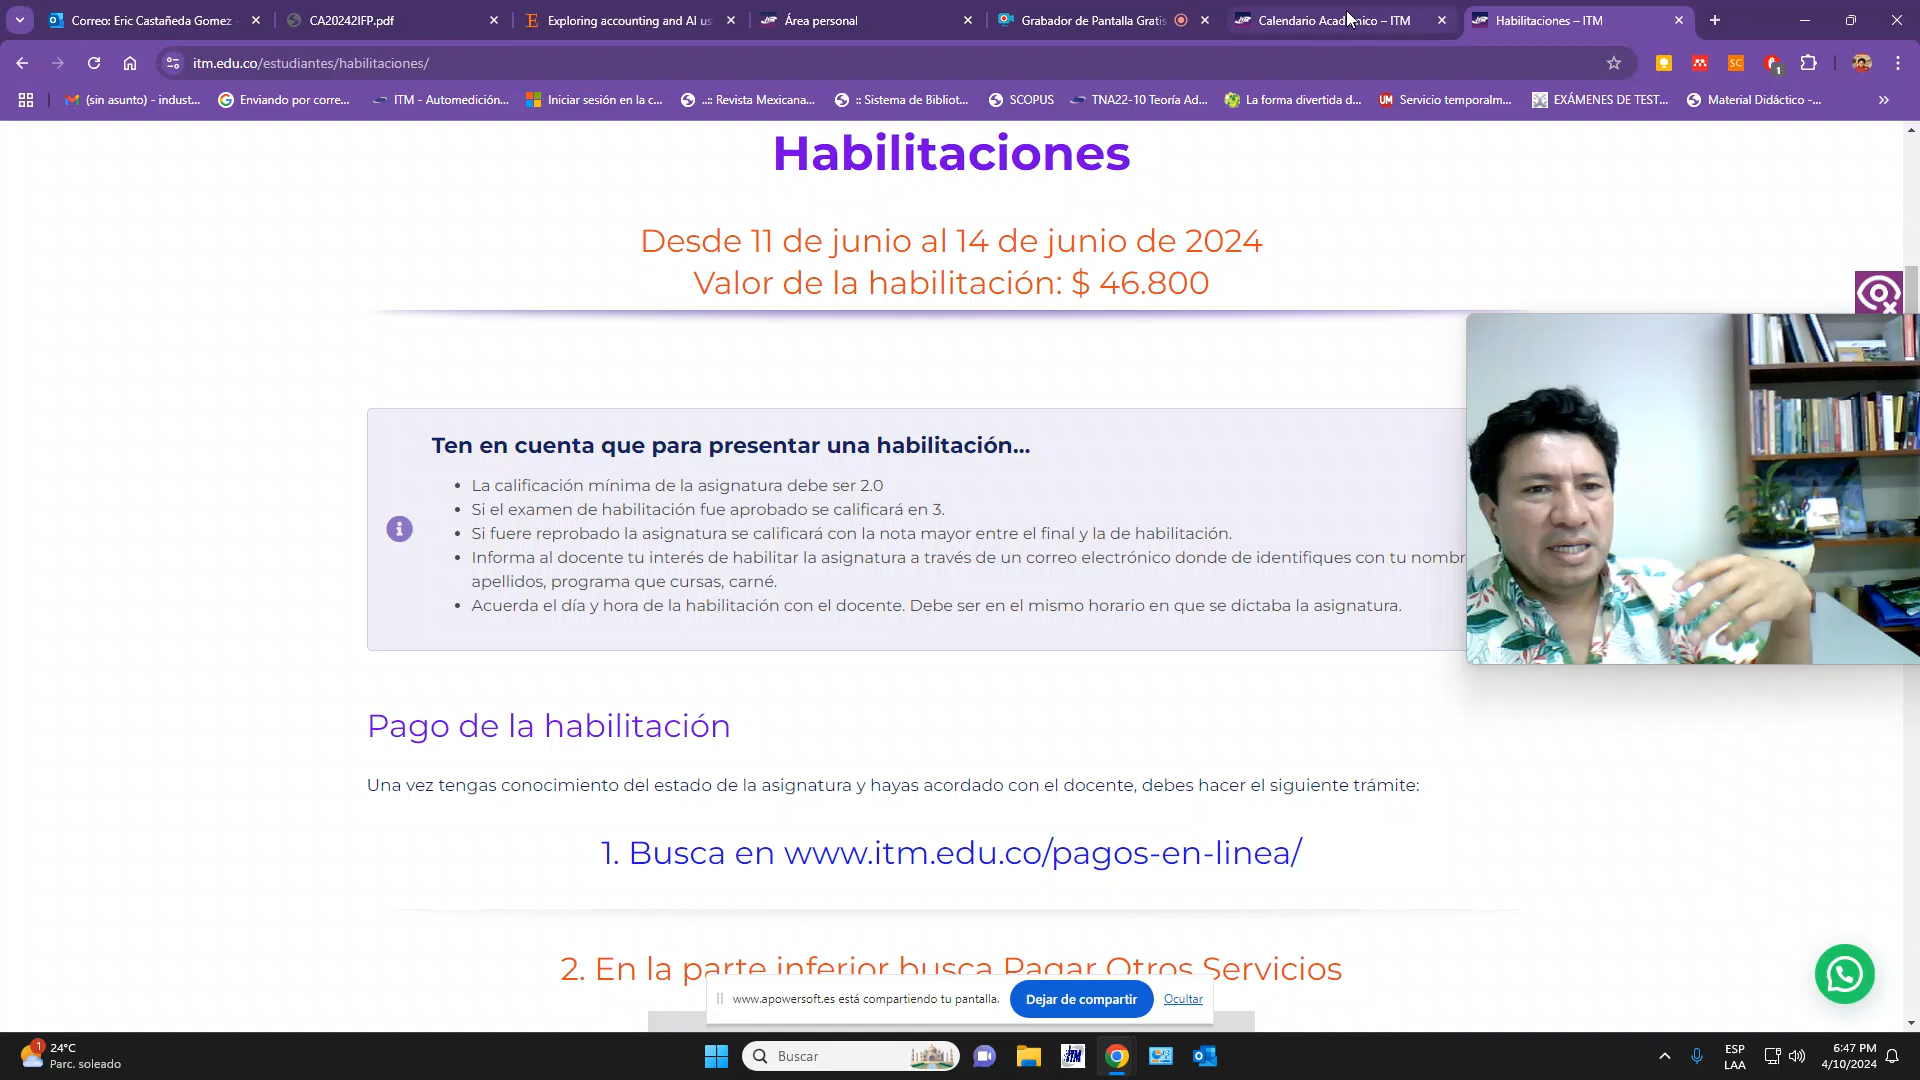 Correo: Eric Castañeda Gomez -
CA20242IFP.pdf
Exploring accounting and AI us
Área personal
Grabador de Pantalla Gratis
Calendario Académico – ITM
Habilitaciones – ITM
itm.edu.co/estudiantes/habilitaciones/
SC
1
(sin asunto) - indust...
Enviando por corre...
ITM - Automedición...
Iniciar sesión en la c...
..:: Revista Mexicana...
:: Sistema de Bibliot...
SCOPUS
TNA22-10 Teoría Ad...
La forma divertida d...
UM
Servicio temporalm...
EXÁMENES DE TEST...
Material Didáctico -...
Habilitaciones
Desde 11 de junio al 14 de junio de 2024
Valor de la habilitación: $ 46.800
Ten en cuenta que para presentar una habilitación...
• La calificación mínima de la asignatura debe ser 2.0
• Si el examen de habilitación fue aprobado se calificará en 3.
• Si fuere reprobado la asignatura se calificará con la nota mayor entre el final y la de habilitación.
• Informa al docente tu interés de habilitar la asignatura a través de un correo electrónico donde de identifiques con tu nombr
apellidos, programa que cursas, carné.
• Acuerda el día y hora de la habilitación con el docente. Debe ser en el mismo horario en que se dictaba la asignatura.
Pago de la habilitación
Una vez tengas conocimiento del estado de la asignatura y hayas acordado con el docente, debes hacer el siguiente trámite:
1. Busca en www.itm.edu.co/pagos-en-linea/
2. En la parte inferior busca Pagar Otros Servicios
www.apowersoft.es está compartiendo tu pantalla.
Dejar de compartir
Ocultar
1
24°C
Parc. soleado
Buscar
ITM
ESP
LAA
6:47 PM
4/10/2024